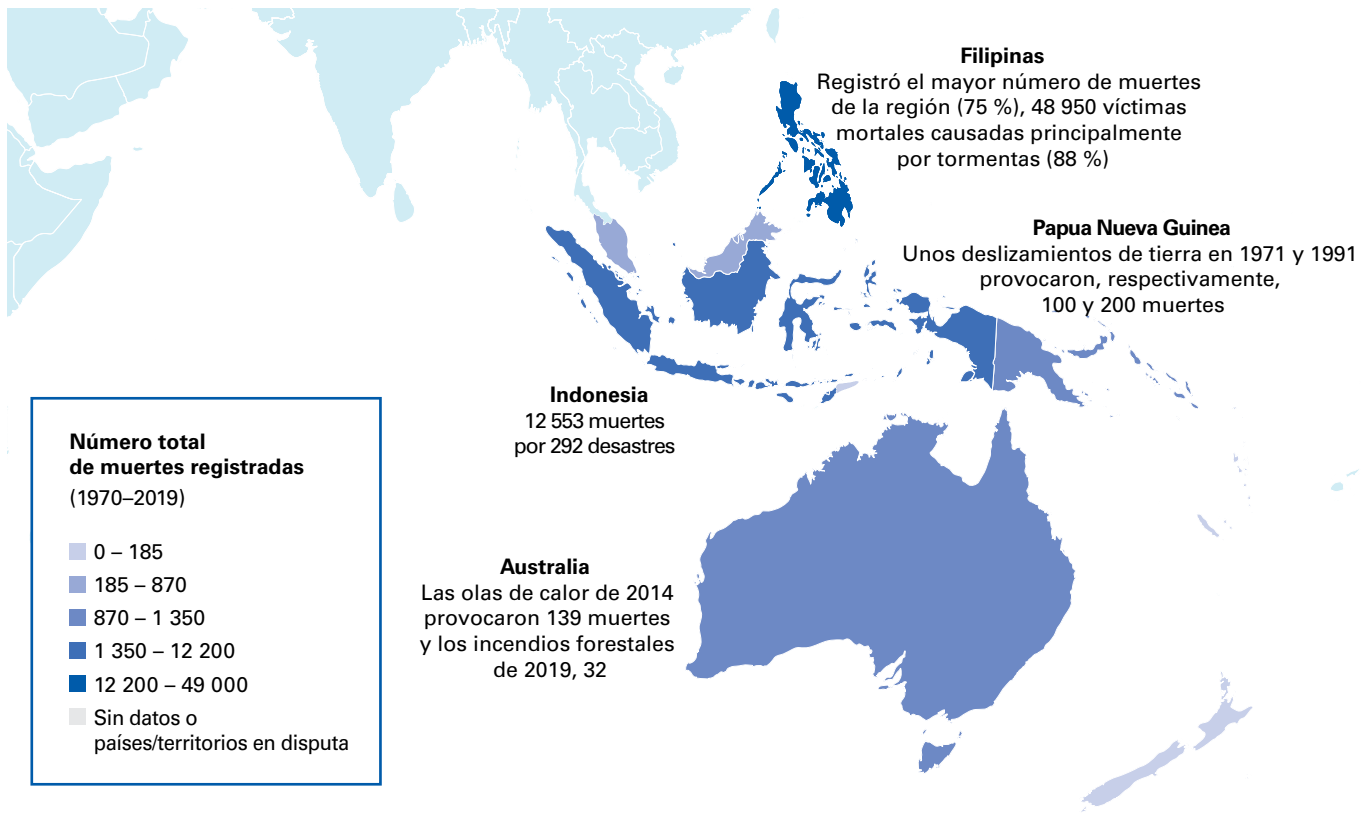 Filipinas
Registró el mayor número de muertes
de la región (75 %), 48 950 víctimas
mortales causadas principalmente
por tormentas (88 %)
Papua Nueva Guinea
Unos deslizamientos de tierra en 1971 y 1991
provocaron, respectivamente,
100 y 200 muertes
Indonesia
12 553 muertes
por 292 desastres
Número total
de muertes registradas
(1970–2019)
0 – 185
185 – 870
870 – 1 350
1 350 – 12 200
12 200 – 49 000
Sin datos o
países/territorios en disputa
Australia
Las olas de calor de 2014
provocaron 139 muertes
y los incendios forestales
de 2019, 32